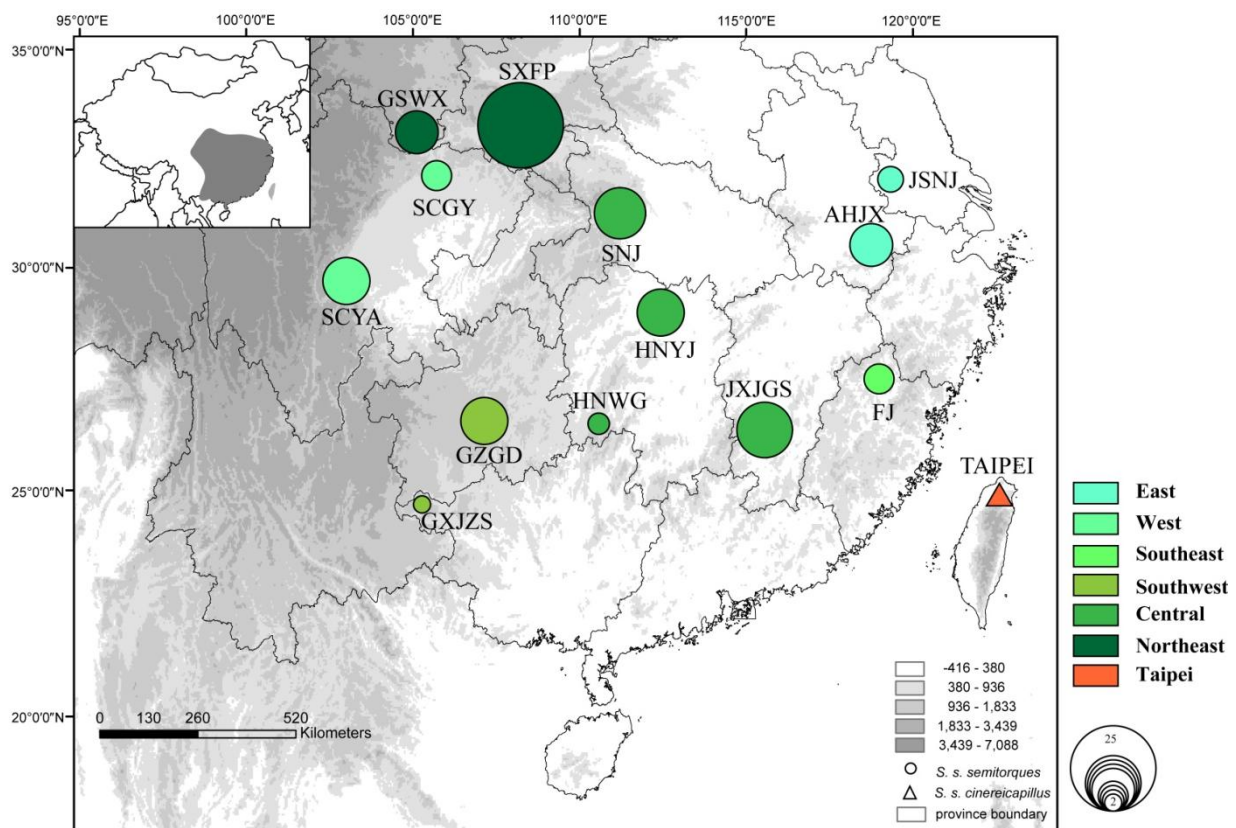 95°0'0"E 100°0'0"E 105°0'0"E 110°0'0"E 115°0'0"E 120°0'0"E
35°0'0"N
30°0'0"N
25°0'0"N
20°0'0"N
SXFP
GSWX
SCGY
JSNJ
AHJX
SNJ
SCYA
HNYJ
HNWG
JXJGS
FJ
GZGD
GXJZS
TAIPEI
East
West
Southeast
Southwest
Central
Northeast
Taipei
-416 - 380
380 - 936
936 - 1,833
1,833 - 3,439
3,439 - 7,088
S. s. semitorques
S. s. cinereicapillus
province boundary
0 130 260 520
Kilometers
25
2